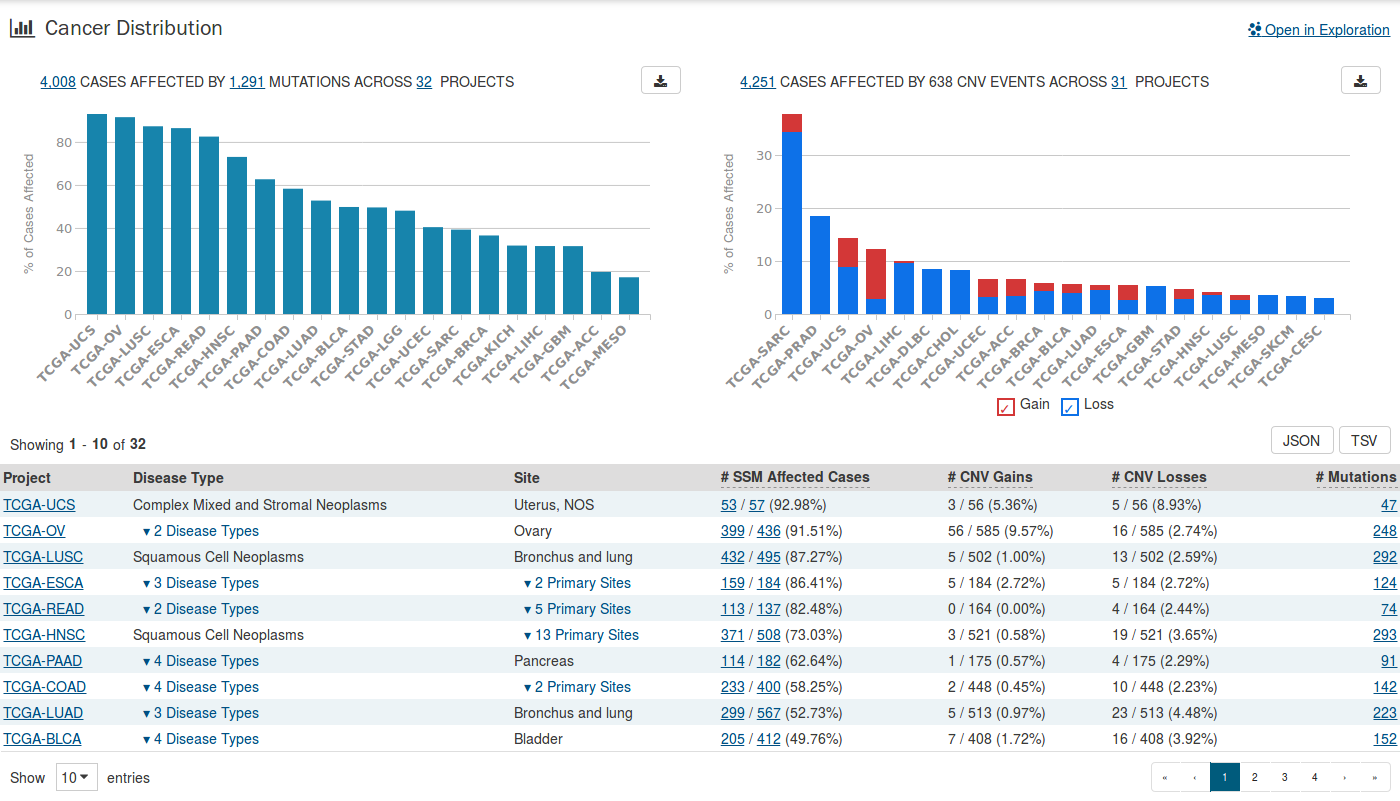 Cancer Distribution
Open in Exploration
4,008 CASES AFFECTED BY 1,291 MUTATIONS ACROSS 32 PROJECTS
% of Cases Affected
80
60
40
20
0
TCGA-UCS
TCGA-OV
TCGA-LUSC
TCGA-ESCA
TCGA-READ
TCGA-HNSC
TCGA-PAAD
TCGA-COAD
TCGA-LUAD
TCGA-BLCA
TCGA-STAD
TCGA-LGG
TCGA-UCEC
TCGA-SARC
TCGA-BRCA
TCGA-KICH
TCGA-LIHC
TCGA-GBM
TCGA-ACC
TCGA-MESO
4,251 CASES AFFECTED BY 638 CNV EVENTS ACROSS 31 PROJECTS
% of Cases Affected
30
20
10
0
TCGA-SARC
TCGA-PRAD
TCGA-UCS
TCGA-OV
TCGA-LIHC
TCGA-DLBC
TCGA-CHOL
TCGA-UCEC
TCGA-ACC
TCGA-BRCA
TCGA-BLCA
TCGA-LUAD
TCGA-ESCA
TCGA-GBM
TCGA-STAD
TCGA-HNSC
TCGA-LUSC
TCGA-MESO
TCGA-SKCM
TCGA-CESC
Gain Loss
Showing 1 - 10 of 32
JSON TSV
Project Disease Type Site # SSM Affected Cases # CNV Gains # CNV Losses # Mutations
TCGA-UCS Complex Mixed and Stromal Neoplasms Uterus, NOS 53 / 57 (92.98%) 3 / 56 (5.36%) 5 / 56 (8.93%) 47
TCGA-OV ▾ 2 Disease Types Ovary 399 / 436 (91.51%) 56 / 585 (9.57%) 16 / 585 (2.74%) 248
TCGA-LUSC Squamous Cell Neoplasms Bronchus and lung 432 / 495 (87.27%) 5 / 502 (1.00%) 13 / 502 (2.59%) 292
TCGA-ESCA ▾ 3 Disease Types ▾ 2 Primary Sites 159 / 184 (86.41%) 5 / 184 (2.72%) 5 / 184 (2.72%) 124
TCGA-READ ▾ 2 Disease Types ▾ 5 Primary Sites 113 / 137 (82.48%) 0 / 164 (0.00%) 4 / 164 (2.44%) 74
TCGA-HNSC Squamous Cell Neoplasms ▾ 13 Primary Sites 371 / 508 (73.03%) 3 / 521 (0.58%) 19 / 521 (3.65%) 293
TCGA-PAAD ▾ 4 Disease Types Pancreas 114 / 182 (62.64%) 1 / 175 (0.57%) 4 / 175 (2.29%) 91
TCGA-COAD ▾ 4 Disease Types ▾ 2 Primary Sites 233 / 400 (58.25%) 2 / 448 (0.45%) 10 / 448 (2.23%) 142
TCGA-LUAD ▾ 3 Disease Types Bronchus and lung 299 / 567 (52.73%) 5 / 513 (0.97%) 23 / 513 (4.48%) 223
TCGA-BLCA ▾ 4 Disease Types Bladder 205 / 412 (49.76%) 7 / 408 (1.72%) 16 / 408 (3.92%) 152
Show 10 entries
« ‹ 1 2 3 4 › »